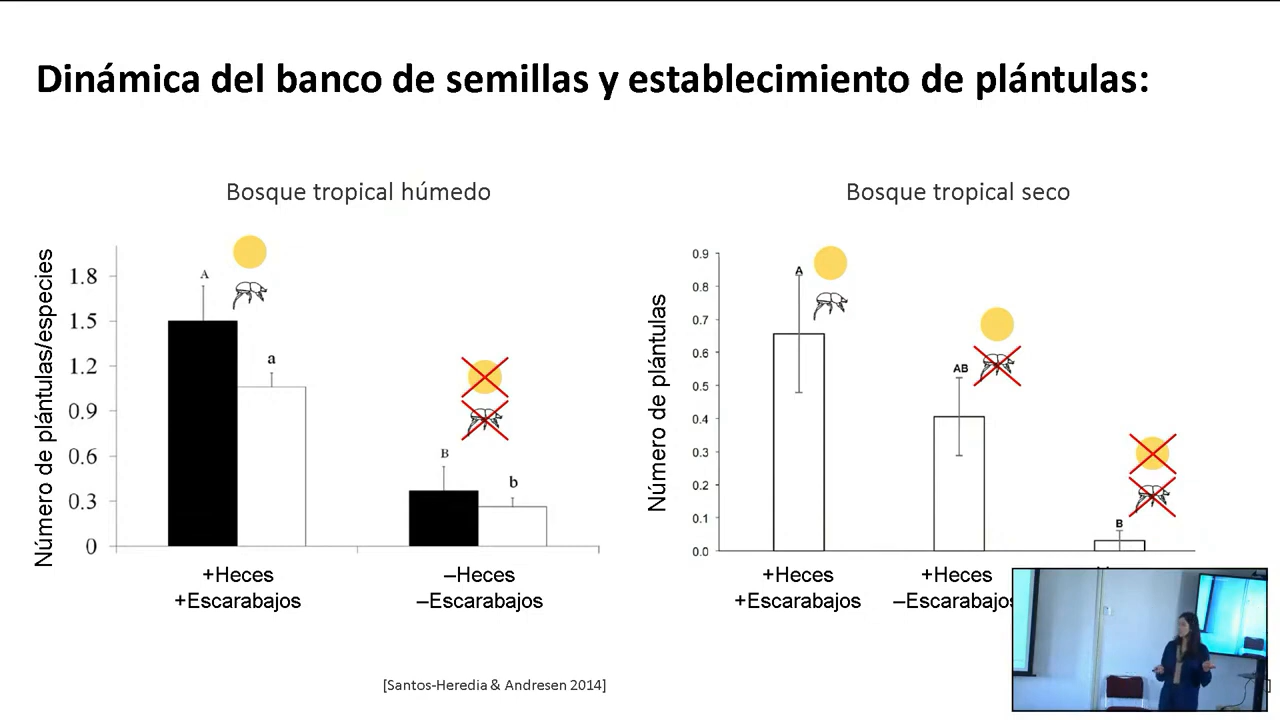 Dinámica del banco de semillas y establecimiento de plántulas:
Bosque tropical húmedo
Número de plántulas/especies
1.8
1.5
1.2
0.9
0.6
0.3
0
A
a
B
b
+Heces
+Escarabajos
–Heces
–Escarabajos
[Santos-Heredia & Andresen 2014]
Bosque tropical seco
Número de plántulas
0.9
0.8
0.7
0.6
0.5
0.4
0.3
0.2
0.1
0.0
A
AB
B
+Heces
+Escarabajos
+Heces
–Escarabajos